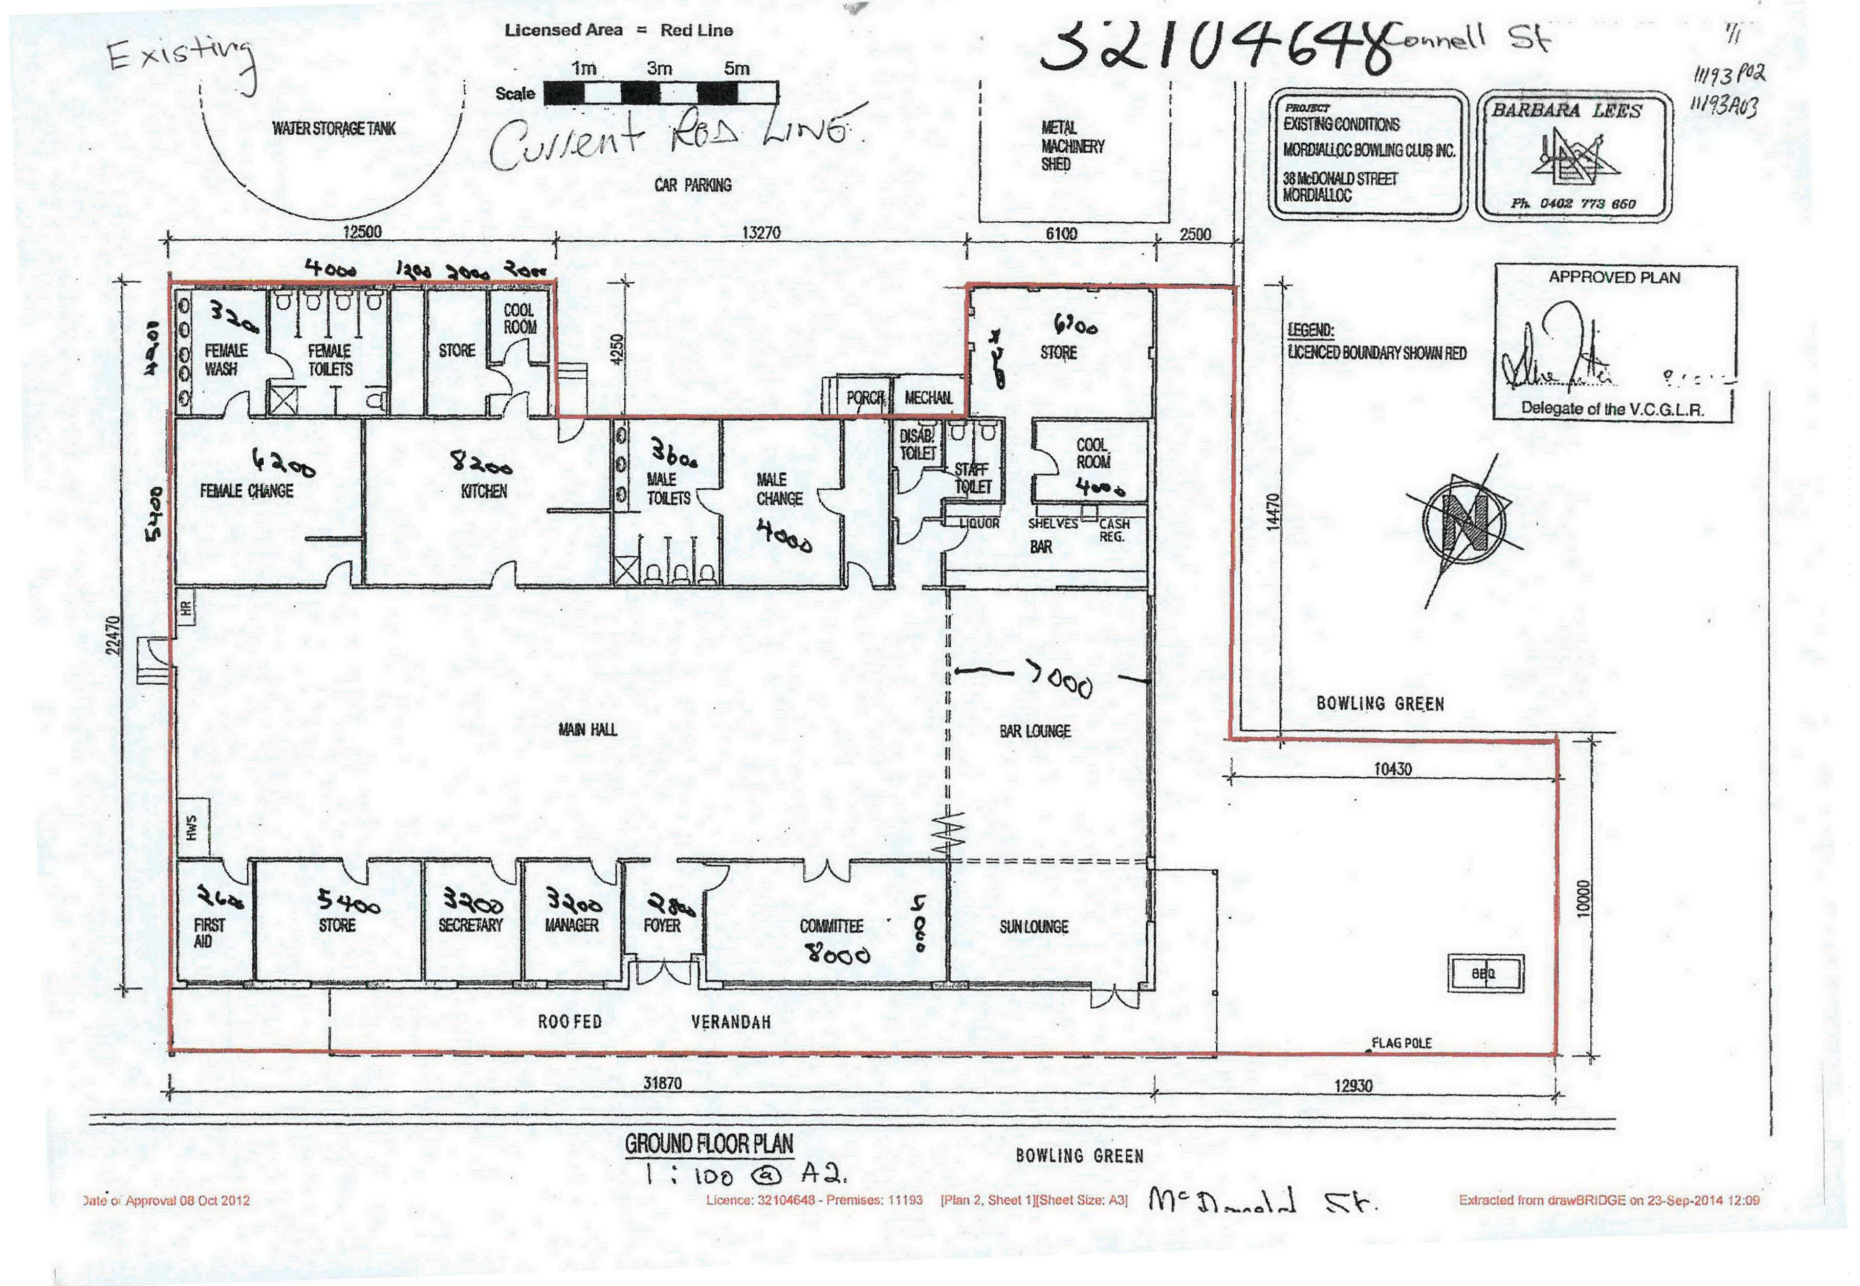 Existing
Licensed Area = Red Line
1m 3m 5m
Scale
Current RED LINE.
32104648
Connell St
1/1
11193 P02
11193A03
WATER STORAGE TANK
CAR PARKING
METAL
MACHINERY
SHED
PROJECT
EXISTING CONDITIONS
MORDIALLOC BOWLING CLUB INC.
38 McDONALD STREET
MORDIALLOC
BARBARA LEES
Ph. 0402 773 650
12500
13270
6100
2500
4000
1200
2000
2000
APPROVED PLAN
Delegate of the V.C.G.L.R.
LEGEND:
LICENCED BOUNDARY SHOWN RED
N
FEMALE
WASH
FEMALE
TOILETS
STORE
COOL
ROOM
4250
PORCH
MECHAN.
6700
STORE
5400
6200
FEMALE CHANGE
8200
KITCHEN
3600
MALE
TOILETS
MALE
CHANGE
4000
DISAB.
TOILET
STAFF
TOILET
COOL
ROOM
4000
LIQUOR
SHELVES
CASH
REG.
BAR
14470
22470
HR
HWS
MAIN HALL
7000
BAR LOUNGE
BOWLING GREEN
10430
10000
FIRST
AID
5400
STORE
3200
SECRETARY
3200
MANAGER
2800
FOYER
COMMITTEE
8000
5000
SUN LOUNGE
BBQ
ROOFED VERANDAH
FLAG POLE
31870
12930
GROUND FLOOR PLAN
1:100 @ A2.
BOWLING GREEN
Date of Approval 08 Oct 2012
Licence: 32104648 - Premises: 11193 [Plan 2, Sheet 1][Sheet Size: A3]
McDonald St.
Extracted from drawBRIDGE on 23-Sep-2014 12:09